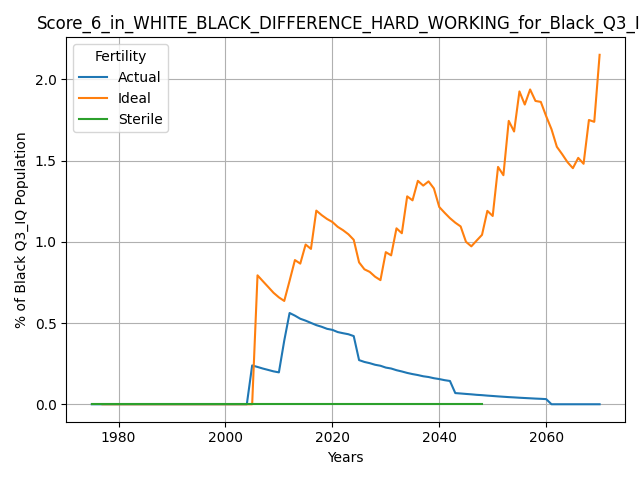 Score_6_in_WHITE_BLACK_DIFFERENCE_HARD_WORKING_for_Black_Q3_I
Fertility
Actual
Ideal
Sterile
% of Black Q3_IQ Population
2.0
1.5
1.0
0.5
0.0
1980 2000 2020 2040 2060
Years